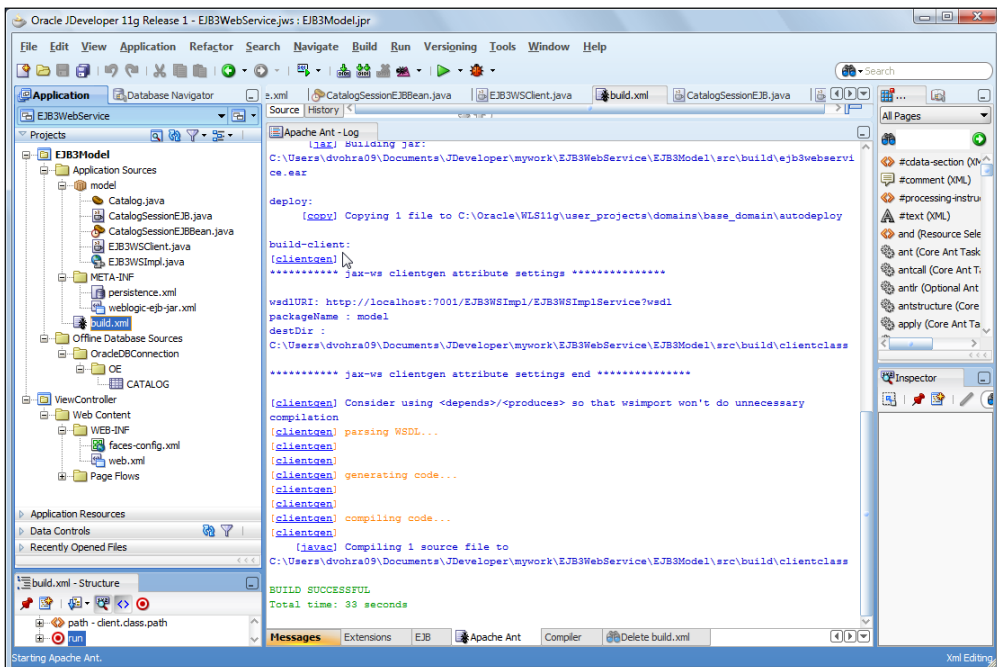 Oracle JDeveloper 11g Release 1 - EJB3WebService.jws : EJB3Model.jpr
File Edit View Application Refactor Search Navigate Build Run Versioning Tools Window Help
Search
Application
Database Navigator
e.xml
CatalogSessionEJBBean.java
EJB3WSClient.java
build.xml
CatalogSessionEJB.java
EJB3WebService
Source History
All Pages
Projects
Apache Ant - Log
EJB3Model
Application Sources
model
Catalog.java
CatalogSessionEJB.java
CatalogSessionEJBBean.java
EJB3WSClient.java
EJB3WSImpl.java
META-INF
persistence.xml
weblogic-ejb-jar.xml
build.xml
Offline Database Sources
OracleDBConnection
OE
CATALOG
ViewController
Web Content
WEB-INF
faces-config.xml
web.xml
Page Flows
Application Resources
Data Controls
Recently Opened Files
build.xml - Structure
path - client.class.path
run
[jar] Building jar:
C:\Users\dvohra09\Documents\JDeveloper\mywork\EJB3WebService\EJB3Model\src\build\ejb3webservi
ce.ear
deploy:
[copy] Copying 1 file to C:\Oracle\WLS11g\user_projects\domains\base_domain\autodeploy
build-client:
[clientgen]
*********** jax-ws clientgen attribute settings ***************
wsdlURI: http://localhost:7001/EJB3WSImpl/EJB3WSImplService?wsdl
packageName : model
destDir :
C:\Users\dvohra09\Documents\JDeveloper\mywork\EJB3WebService\EJB3Model\src\build\clientclass
*********** jax-ws clientgen attribute settings end ***************
[clientgen] Consider using <depends>/<produces> so that wsimport won't do unnecessary
compilation
[clientgen] parsing WSDL...
[clientgen]
[clientgen]
[clientgen] generating code...
[clientgen]
[clientgen]
[clientgen] compiling code...
[clientgen]
[javac] Compiling 1 source file to
C:\Users\dvohra09\Documents\JDeveloper\mywork\EJB3WebService\EJB3Model\src\build\clientclass
BUILD SUCCESSFUL
Total time: 33 seconds
Messages
Extensions
EJB
Apache Ant
Compiler
Delete build.xml
#cdata-section (XM
#comment (XML)
#processing-instru
#text (XML)
and (Resource Sele
ant (Core Ant Task
antcall (Core Ant T
antlr (Optional Ant
antstructure (Core
apply (Core Ant Ta
Inspector
Starting Apache Ant.
Xml Editing